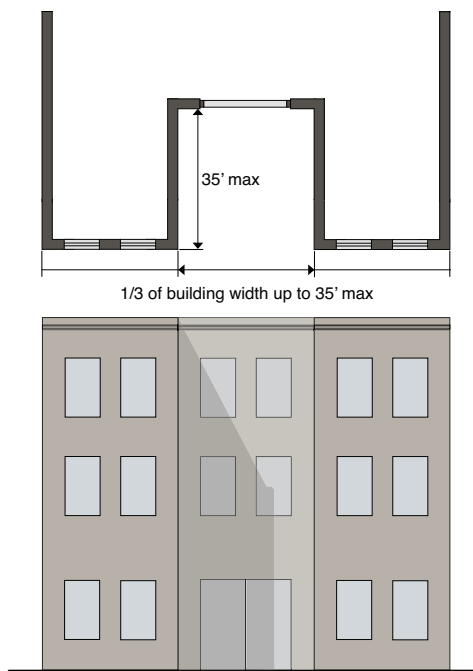 35’ max
1/3 of building width up to 35’ max